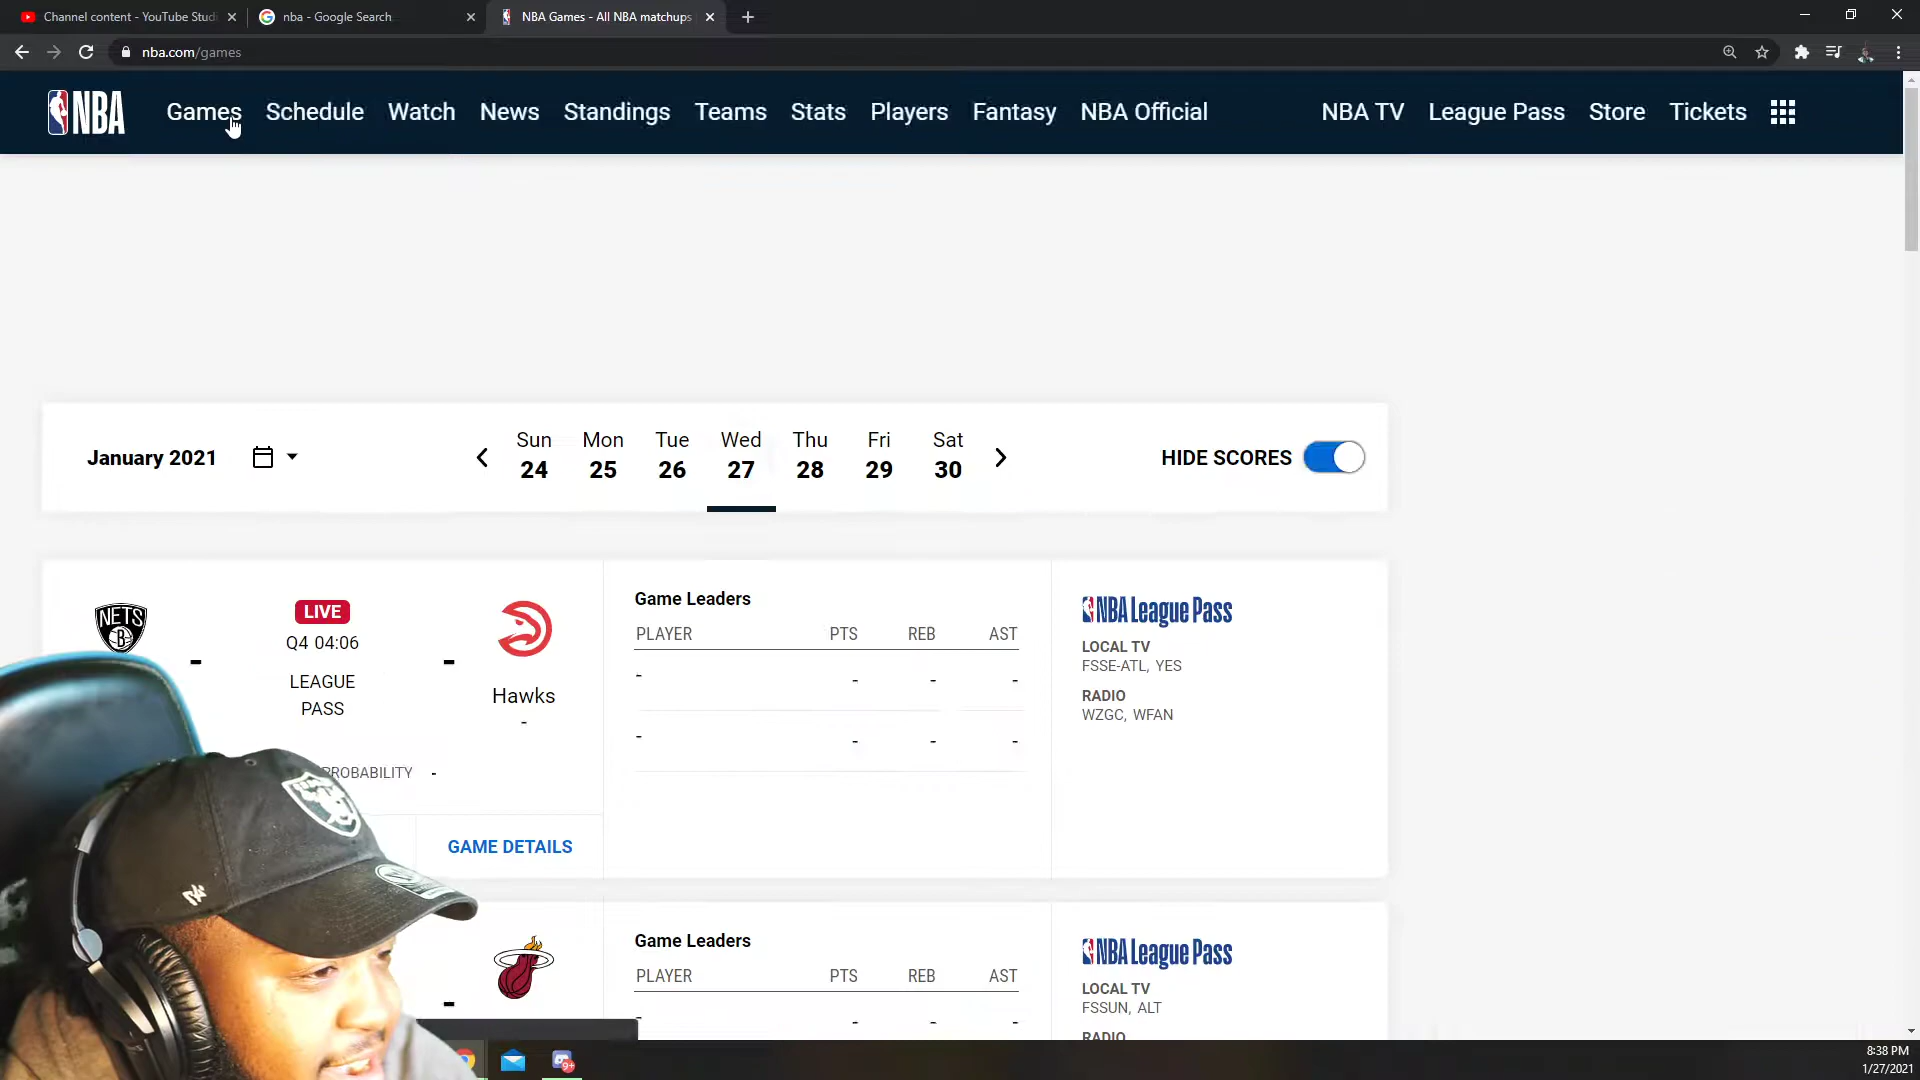 Channel content - YouTube Studi
nba - Google Search
NBA Games - All NBA matchups
nba.com/games
NBA Games Schedule Watch News Standings Teams Stats Players Fantasy NBA Official NBA TV League Pass Store Tickets
January 2021
Sun Mon Tue Wed Thu Fri Sat
24 25 26 27 28 29 30
HIDE SCORES
NETS
B
- LIVE -
Q4 04:06
LEAGUE
PASS
Hawks
-
PROBABILITY -
GAME DETAILS
Game Leaders
PLAYER PTS REB AST
- - - -
- - - -
NBA League Pass
LOCAL TV
FSSE-ATL, YES
RADIO
WZGC, WFAN
-
Game Leaders
PLAYER PTS REB AST
- - - -
NBA League Pass
LOCAL TV
FSSUN, ALT
RADIO
9+
8:38 PM
1/27/2021